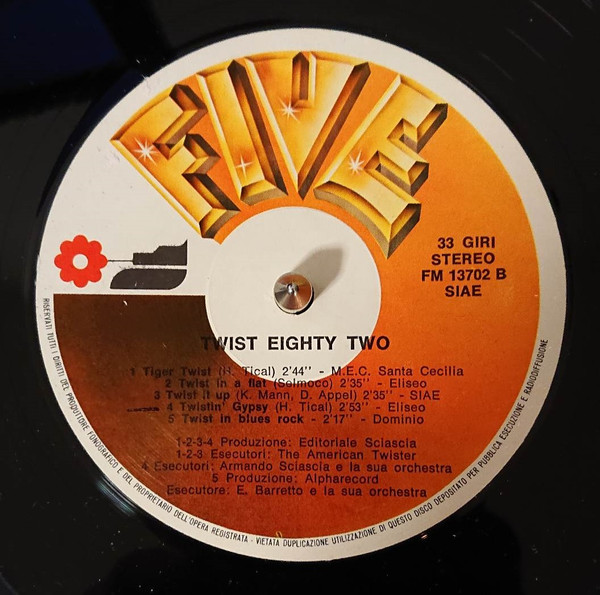 FIVE
33 GIRI
STEREO
FM 13702 B
SIAE
TWIST EIGHTY TWO
1 Tiger Twist (H. Tical) 2'44'' - M.E.C. Santa Cecilia
2 Twist in a flat (Selmoco) 2'35'' - Eliseo
3 Twist it up (K. Mann, D. Appel) 2'35'' - SIAE
4 Twistin' Gypsy (H. Tical) 2'53'' - Eliseo
5 Twist in blues rock - 2'17'' - Dominio
1-2-3-4 Produzione: Editoriale Sciascia
1-2-3 Esecutori: The American Twister
4 Esecutori: Armando Sciascia e la sua orchestra
5 Produzione: Alpharecord
Esecutore: E. Barretto e la sua orchestra
RISERVATI TUTTI I DIRITTI DEL PRODUTTORE FONOGRAFICO E DEL PROPRIETARIO DELL'OPERA REGISTRATA - VIETATA DUPLICAZIONE UTILIZZAZIONE DI QUESTO DISCO DEPOSITATO PER PUBBLICA ESECUZIONE E RADIODIFFUSIONE